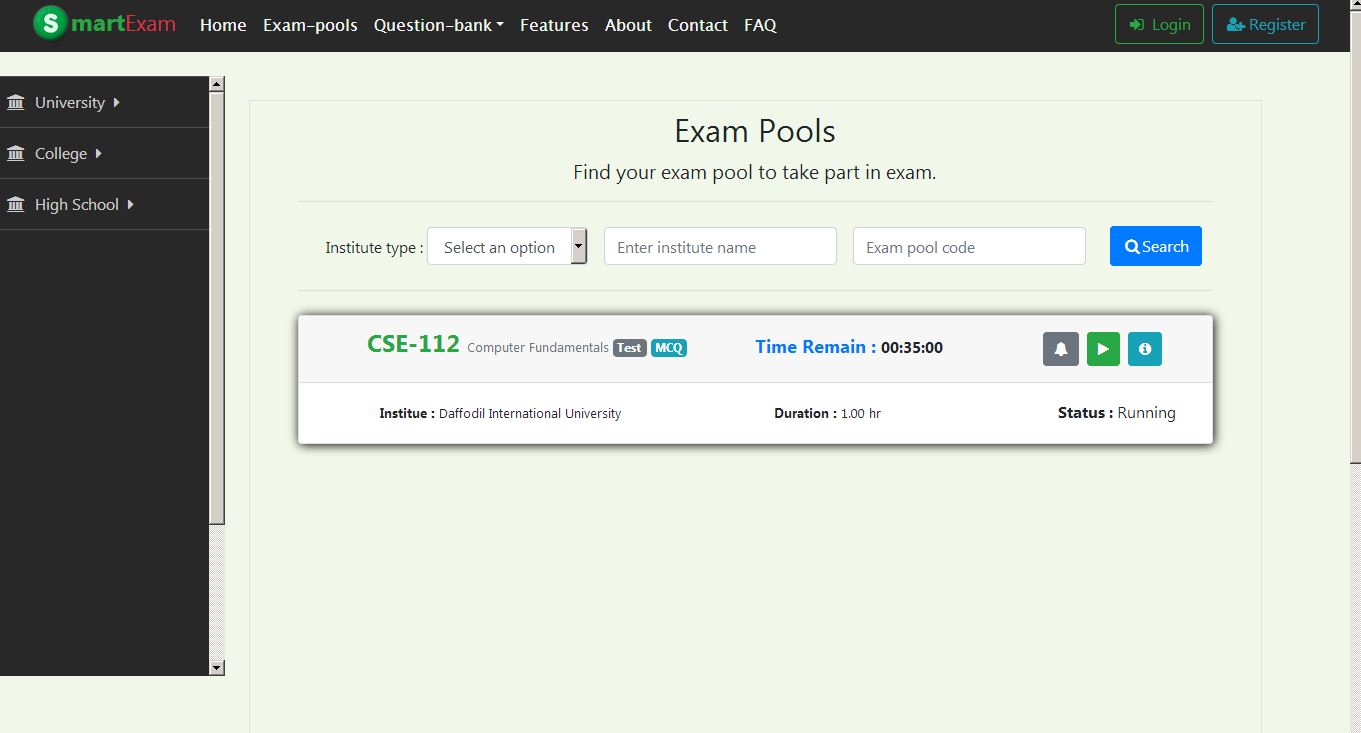 SmartExam Home Exam-pools Question-bank Features About Contact FAQ Login Register
University
College
High School
Exam Pools
Find your exam pool to take part in exam.
Institute type : Select an option Enter institute name Exam pool code Search
CSE-112 Computer Fundamentals Test MCQ Time Remain : 00:35:00
Institue : Daffodil International University Duration : 1.00 hr Status : Running